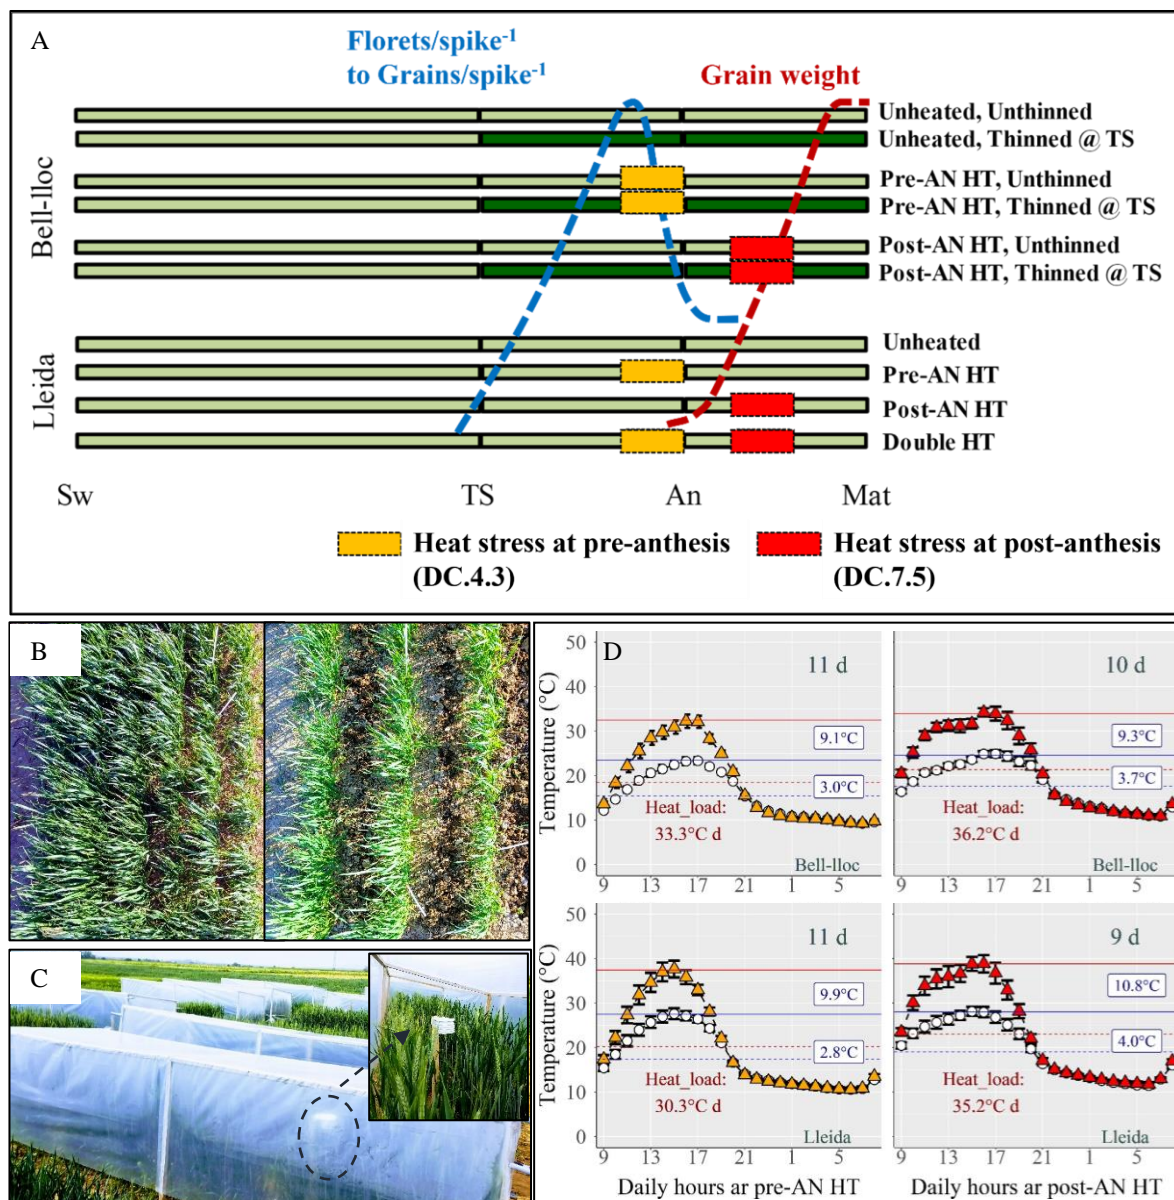 A
Florets/spike⁻¹
to Grains/spike⁻¹
Grain weight
Bell-lloc
Unheated, Unthinned
Unheated, Thinned @ TS
Pre-AN HT, Unthinned
Pre-AN HT, Thinned @ TS
Post-AN HT, Unthinned
Post-AN HT, Thinned @ TS
Lleida
Unheated
Pre-AN HT
Post-AN HT
Double HT
Sw TS An Mat
Heat stress at pre-anthesis
(DC.4.3)
Heat stress at post-anthesis
(DC.7.5)
B
C
D
Temperature (°C)
50
40
30
20
10
0
11 d
9.1°C
3.0°C
Heat_load:
33.3°C d
Bell-lloc
9 13 17 21 1 5
10 d
9.3°C
3.7°C
Heat_load:
36.2°C d
Bell-lloc
9 13 17 21 1 5
Temperature (°C)
50
40
30
20
10
0
11 d
9.9°C
2.8°C
Heat_load:
30.3°C d
Lleida
9 13 17 21 1 5
Daily hours ar pre-AN HT
9 d
10.8°C
4.0°C
Heat_load:
35.2°C d
Lleida
9 13 17 21 1 5
Daily hours ar post-AN HT